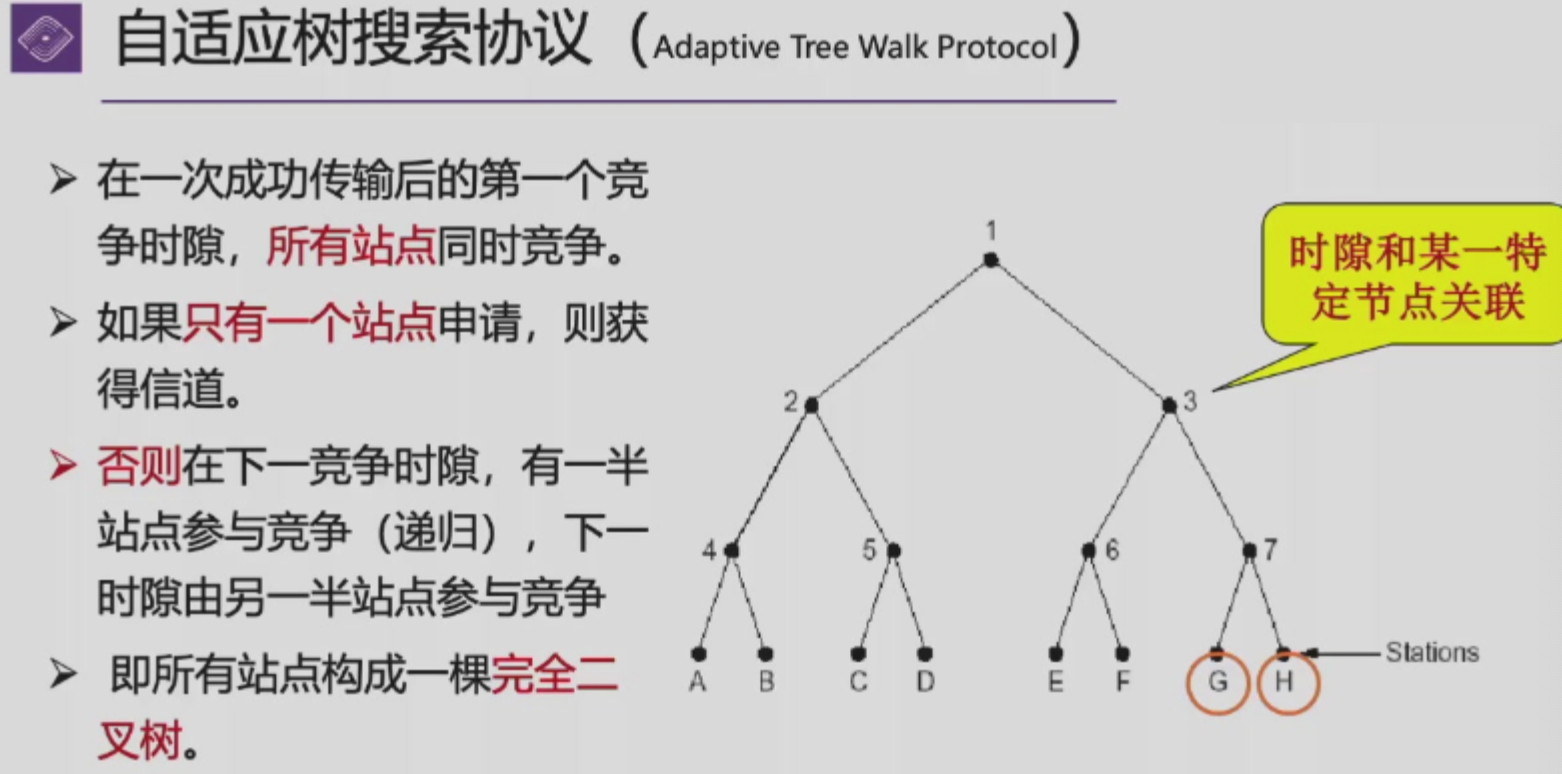 自适应树搜索协议（Adaptive Tree Walk Protocol）
➤ 在一次成功传输后的第一个竞
争时隙，所有站点同时竞争。
➤ 如果只有一个站点申请，则获
得信道。
➤ 否则在下一竞争时隙，有一半
站点参与竞争（递归），下一
时隙由另一半站点参与竞争
➤ 即所有站点构成一棵完全二
叉树。
时隙和某一特
定节点关联
1
2 3
4 5 6 7
Stations
A B C D E F G H